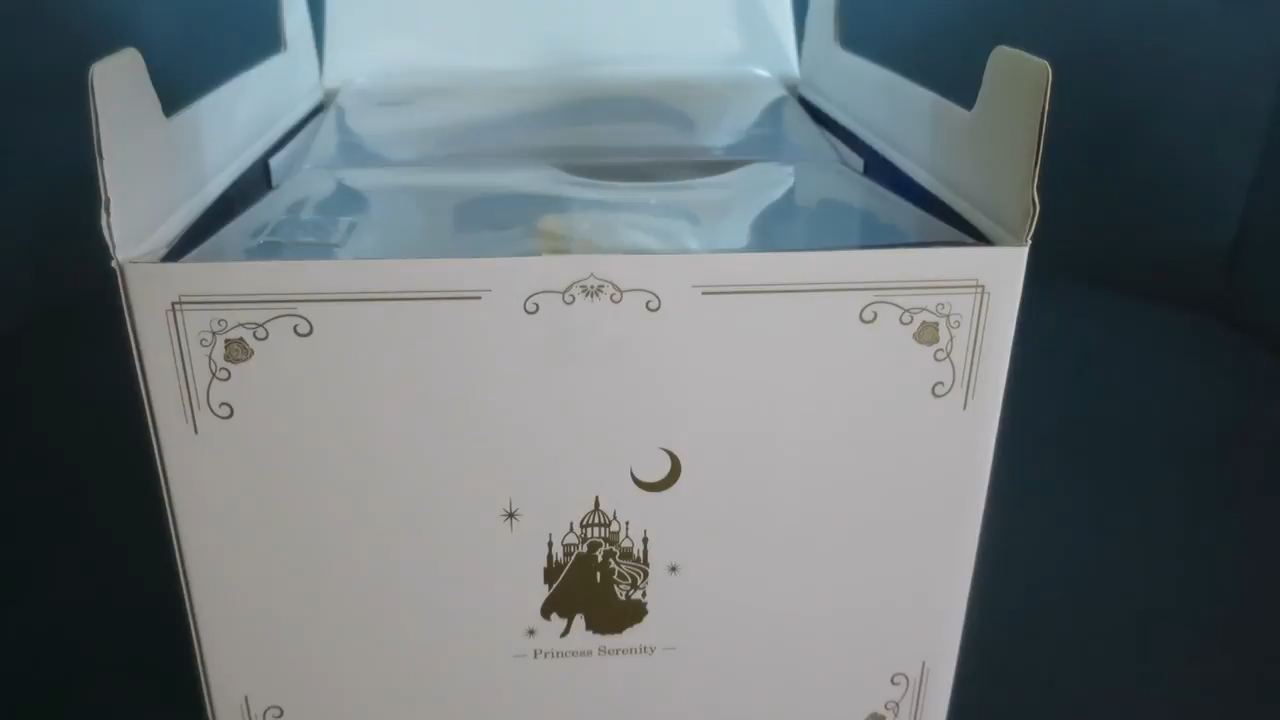 — Princess Serenity —